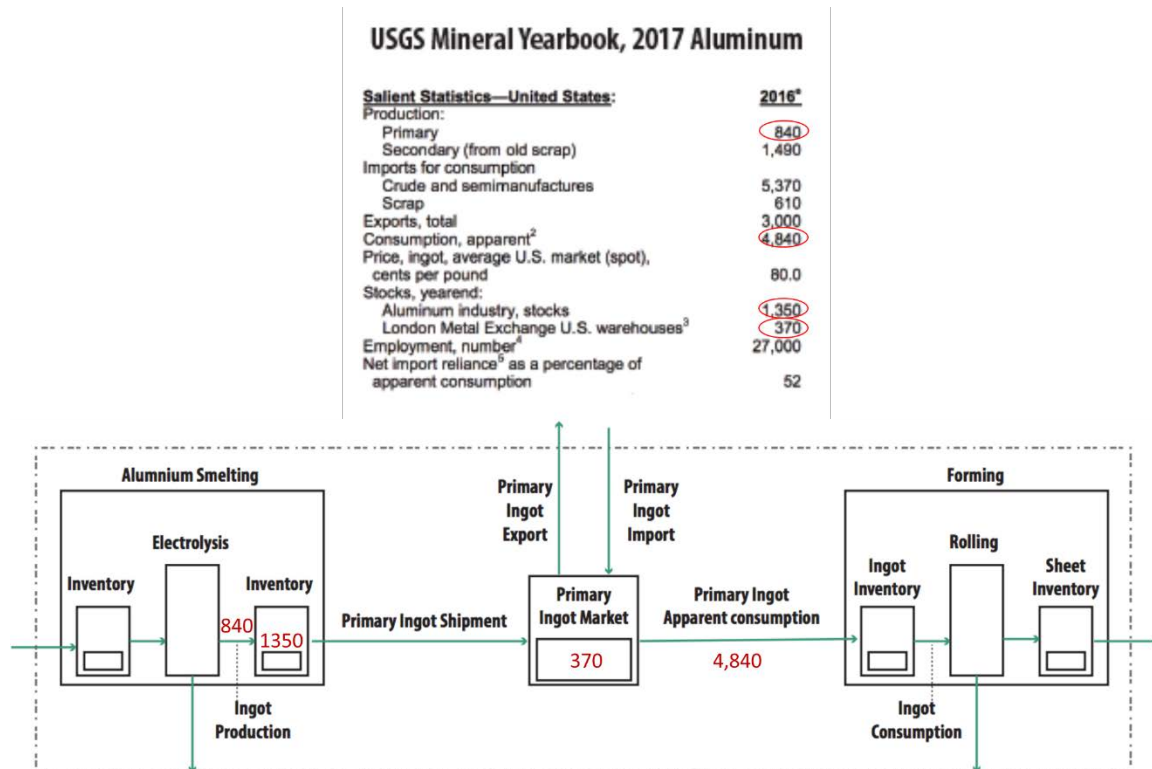 USGS Mineral Yearbook, 2017 Aluminum
Salient Statistics—United States: 2016ᵉ
Production:
Primary 840
Secondary (from old scrap) 1,490
Imports for consumption
Crude and semimanufactures 5,370
Scrap 610
Exports, total 3,000
Consumption, apparent² 4,840
Price, ingot, average U.S. market (spot),
cents per pound 80.0
Stocks, yearend:
Aluminum industry, stocks 1,350
London Metal Exchange U.S. warehouses³ 370
Employment, number⁴ 27,000
Net import reliance⁵ as a percentage of
apparent consumption 52
Alumnium Smelting
Electrolysis
Inventory
Inventory
840
1350
Ingot
Production
Primary Ingot Shipment
Primary
Ingot
Export
Primary
Ingot
Import
Primary
Ingot Market
370
Primary Ingot
Apparent consumption
4,840
Forming
Rolling
Ingot
Inventory
Sheet
Inventory
Ingot
Consumption